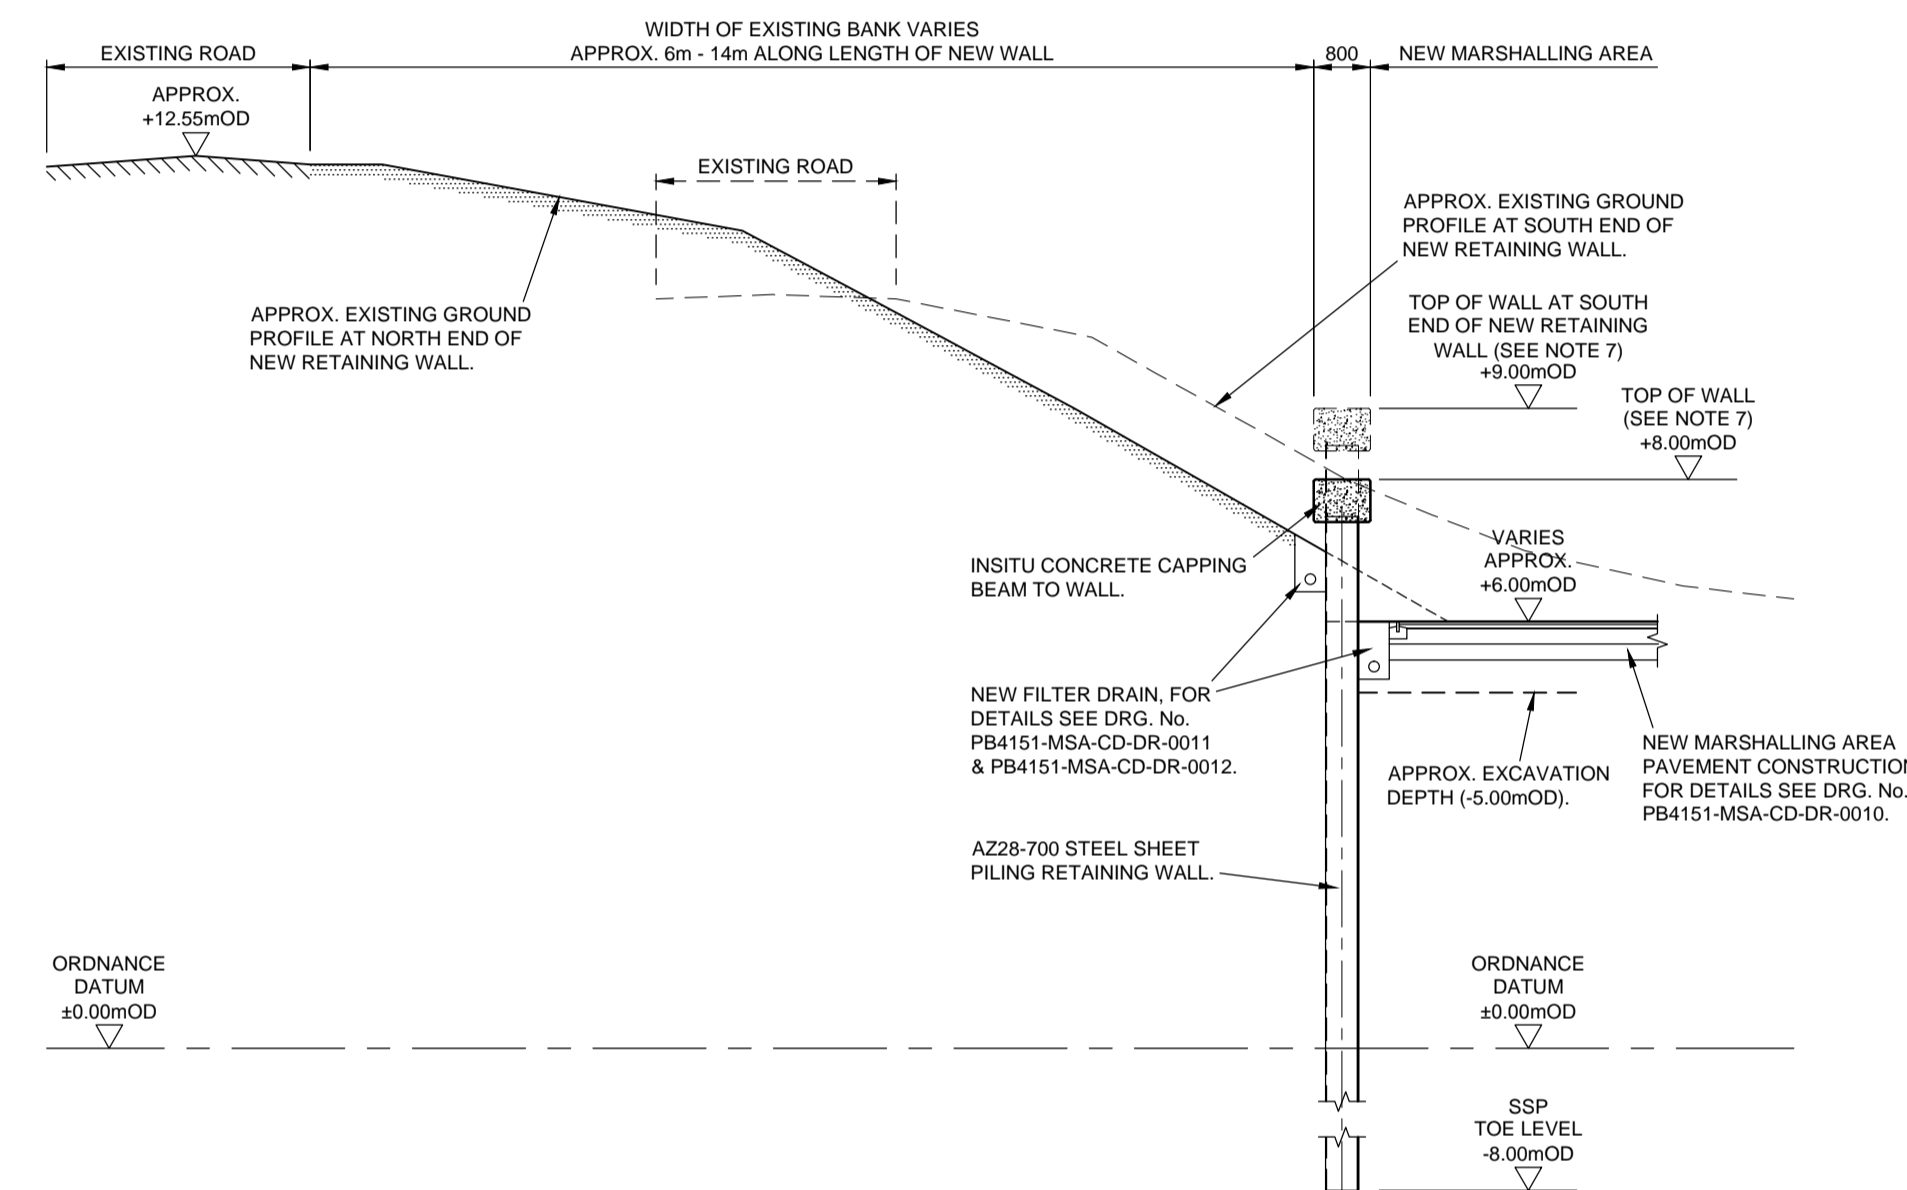 WIDTH OF EXISTING BANK VARIES
EXISTING ROAD
APPROX. 6m - 14m ALONG LENGTH OF NEW WALL
800
NEW MARSHALLING AREA
APPROX.
+12.55mOD
EXISTING ROAD
APPROX. EXISTING GROUND
PROFILE AT SOUTH END OF
NEW RETAINING WALL.
APPROX. EXISTING GROUND
PROFILE AT NORTH END OF
NEW RETAINING WALL.
TOP OF WALL AT SOUTH
END OF NEW RETAINING
WALL (SEE NOTE 7)
+9.00mOD
TOP OF WALL
(SEE NOTE 7)
+8.00mOD
VARIES
APPROX.
+6.00mOD
INSITU CONCRETE CAPPING
BEAM TO WALL.
NEW FILTER DRAIN, FOR
DETAILS SEE DRG. No.
PB4151-MSA-CD-DR-0011
& PB4151-MSA-CD-DR-0012.
APPROX. EXCAVATION
DEPTH (-5.00mOD).
NEW MARSHALLING AREA
PAVEMENT CONSTRUCTION
FOR DETAILS SEE DRG. No.
PB4151-MSA-CD-DR-0010.
AZ28-700 STEEL SHEET
PILING RETAINING WALL.
ORDNANCE
DATUM
±0.00mOD
ORDNANCE
DATUM
±0.00mOD
SSP
TOE LEVEL
-8.00mOD